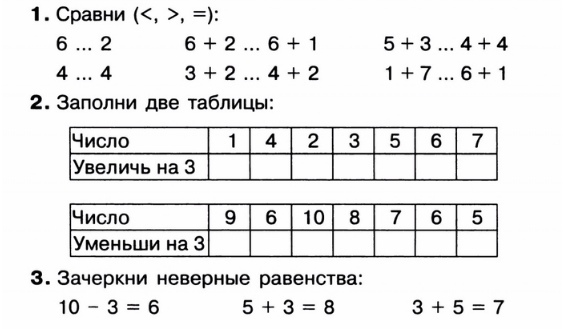 1. Сравни (<, >, =):
6 ... 2 6 + 2 ... 6 + 1 5 + 3 ... 4 + 4
4 ... 4 3 + 2 ... 4 + 2 1 + 7 ... 6 + 1
2. Заполни две таблицы:
Число 1 4 2 3 5 6 7
Увеличь на 3
Число 9 6 10 8 7 6 5
Уменьши на 3
3. Зачеркни неверные равенства:
10 − 3 = 6 5 + 3 = 8 3 + 5 = 7